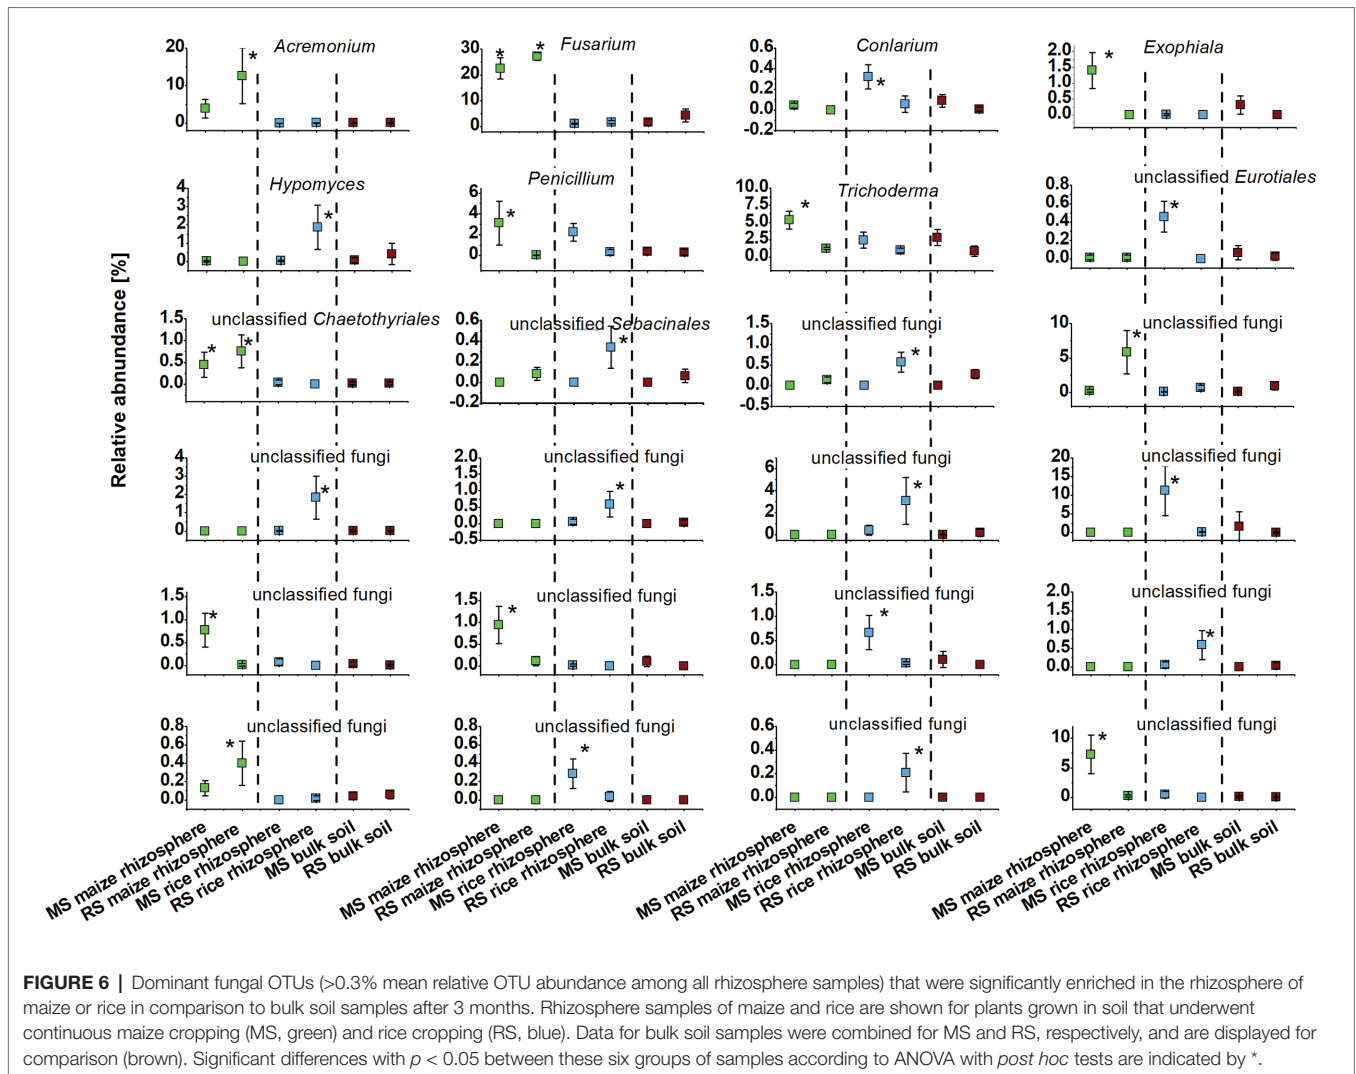 Relative abnundance [%]
Acremonium
20
10
0
*
Fusarium
30
20
10
0
* *
Conlarium
0.6
0.4
0.2
0.0
-0.2
*
Exophiala
2.0
1.5
1.0
0.5
0.0
*
Hypomyces
4
3
2
1
0
*
Penicillium
6
4
2
0
*
Trichoderma
10.0
7.5
5.0
2.5
0.0
*
unclassified Eurotiales
0.8
0.6
0.4
0.2
0.0
*
unclassified Chaetothyriales
1.5
1.0
0.5
0.0
* *
unclassified Sebacinales
0.6
0.4
0.2
0.0
-0.2
*
unclassified fungi
1.5
1.0
0.5
0.0
-0.5
*
unclassified fungi
10
5
0
*
unclassified fungi
4
3
2
1
0
*
unclassified fungi
2.0
1.5
1.0
0.5
0.0
-0.5
*
unclassified fungi
6
4
2
0
*
unclassified fungi
20
15
10
5
0
*
unclassified fungi
1.5
1.0
0.5
0.0
*
unclassified fungi
1.5
1.0
0.5
0.0
*
unclassified fungi
1.5
1.0
0.5
0.0
*
unclassified fungi
2.0
1.5
1.0
0.5
0.0
*
unclassified fungi
0.8
0.6
0.4
0.2
0.0
*
unclassified fungi
0.8
0.6
0.4
0.2
0.0
*
unclassified fungi
0.6
0.4
0.2
0.0
*
unclassified fungi
10
5
0
*
MS maize rhizosphere
RS maize rhizosphere
MS rice rhizosphere
RS rice rhizosphere
MS bulk soil
RS bulk soil
MS maize rhizosphere
RS maize rhizosphere
MS rice rhizosphere
RS rice rhizosphere
MS bulk soil
RS bulk soil
MS maize rhizosphere
RS maize rhizosphere
MS rice rhizosphere
RS rice rhizosphere
MS bulk soil
RS bulk soil
MS maize rhizosphere
RS maize rhizosphere
MS rice rhizosphere
RS rice rhizosphere
MS bulk soil
RS bulk soil
FIGURE 6 | Dominant fungal OTUs (>0.3% mean relative OTU abundance among all rhizosphere samples) that were significantly enriched in the rhizosphere of
maize or rice in comparison to bulk soil samples after 3 months. Rhizosphere samples of maize and rice are shown for plants grown in soil that underwent
continuous maize cropping (MS, green) and rice cropping (RS, blue). Data for bulk soil samples were combined for MS and RS, respectively, and are displayed for
comparison (brown). Significant differences with p < 0.05 between these six groups of samples according to ANOVA with post hoc tests are indicated by *.